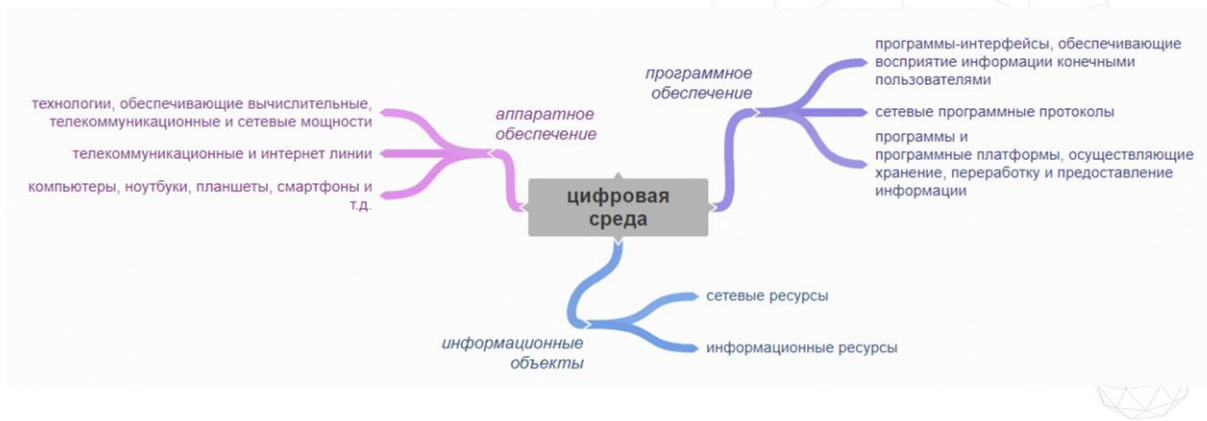 программное
обеспечение
программы-интерфейсы, обеспечивающие
восприятие информации конечными
пользователями
сетевые программные протоколы
программы и
программные платформы, осуществляющие
хранение, переработку и предоставление
информации
аппаратное
обеспечение
технологии, обеспечивающие вычислительные,
телекоммуникационные и сетевые мощности
телекоммуникационные и интернет линии
компьютеры, ноутбуки, планшеты, смартфоны и
т.д.
цифровая
среда
информационные
объекты
сетевые ресурсы
информационные ресурсы